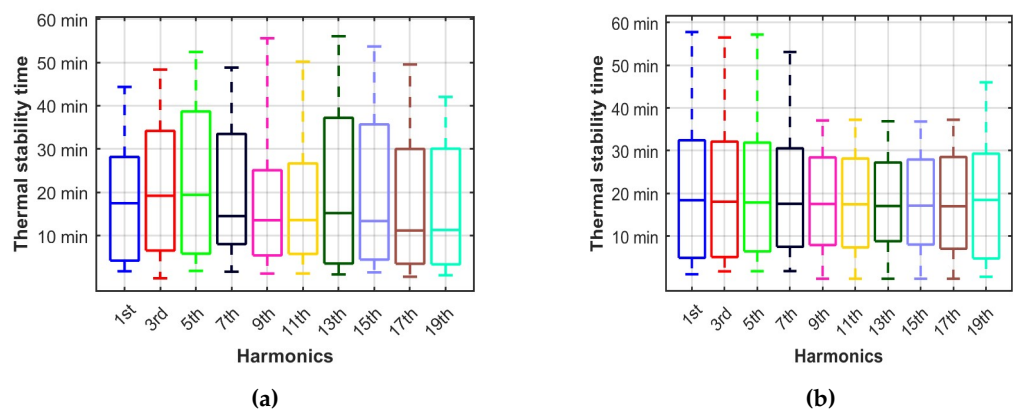 60 min
50 min
40 min
30 min
20 min
10 min
Thermal stability time
1st 3rd 5th 7th 9th 11th 13th 15th 17th 19th
Harmonics
(a)
60 min
50 min
40 min
30 min
20 min
10 min
Thermal stability time
1st 3rd 5th 7th 9th 11th 13th 15th 17th 19th
Harmonics
(b)